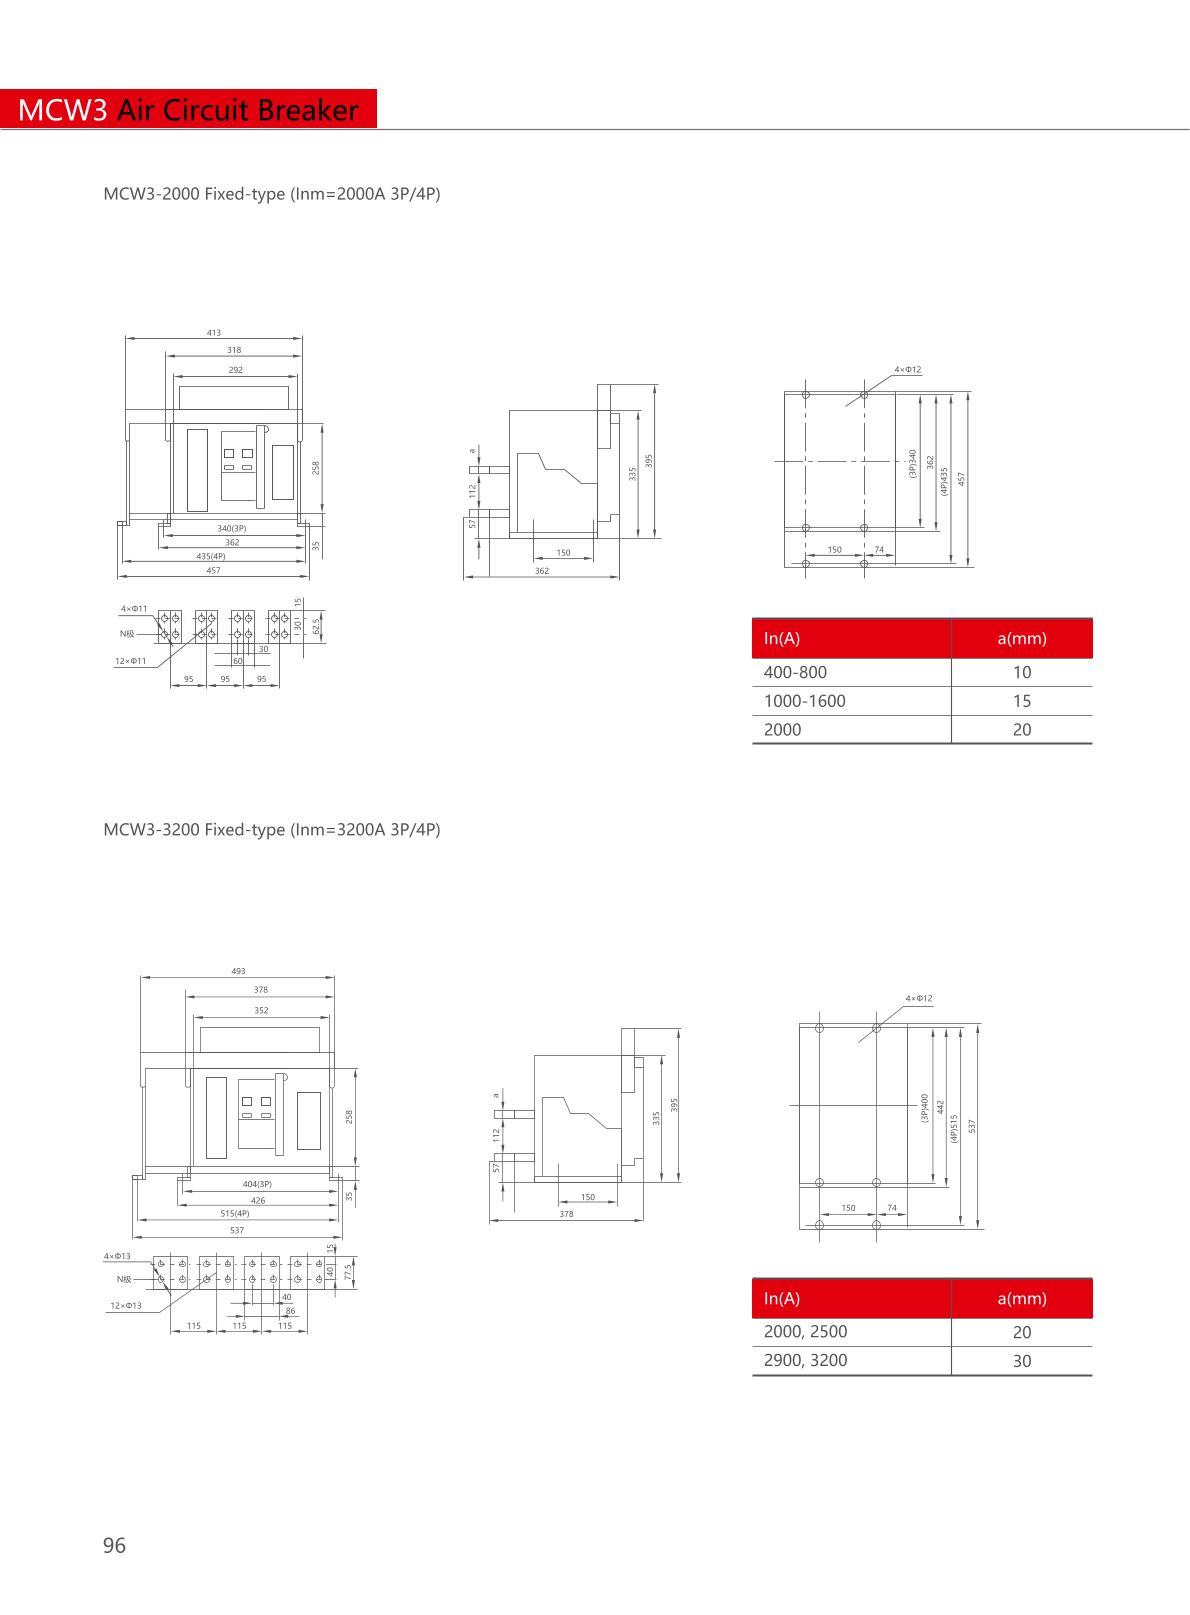 MCW3 Air Circuit Breaker
MCW3-2000 Fixed-type (Inm=2000A 3P/4P)
413
318
292
258
340(3P)
362
435(4P)
457
35
4×Φ11
N极
12×Φ11
15
30
62.5
30
60
95 95 95
a
112
57
335
395
150
362
4×Φ12
(3P)340
362
(4P)435
457
150 74
In(A) a(mm)
400-800 10
1000-1600 15
2000 20
MCW3-3200 Fixed-type (Inm=3200A 3P/4P)
493
378
352
258
404(3P)
426
515(4P)
537
35
4×Φ13
N极
12×Φ13
15
40
77.5
40
86
115 115 115
a
112
57
335
395
150
378
4×Φ12
(3P)400
442
(4P)515
537
150 74
In(A) a(mm)
2000, 2500 20
2900, 3200 30
96